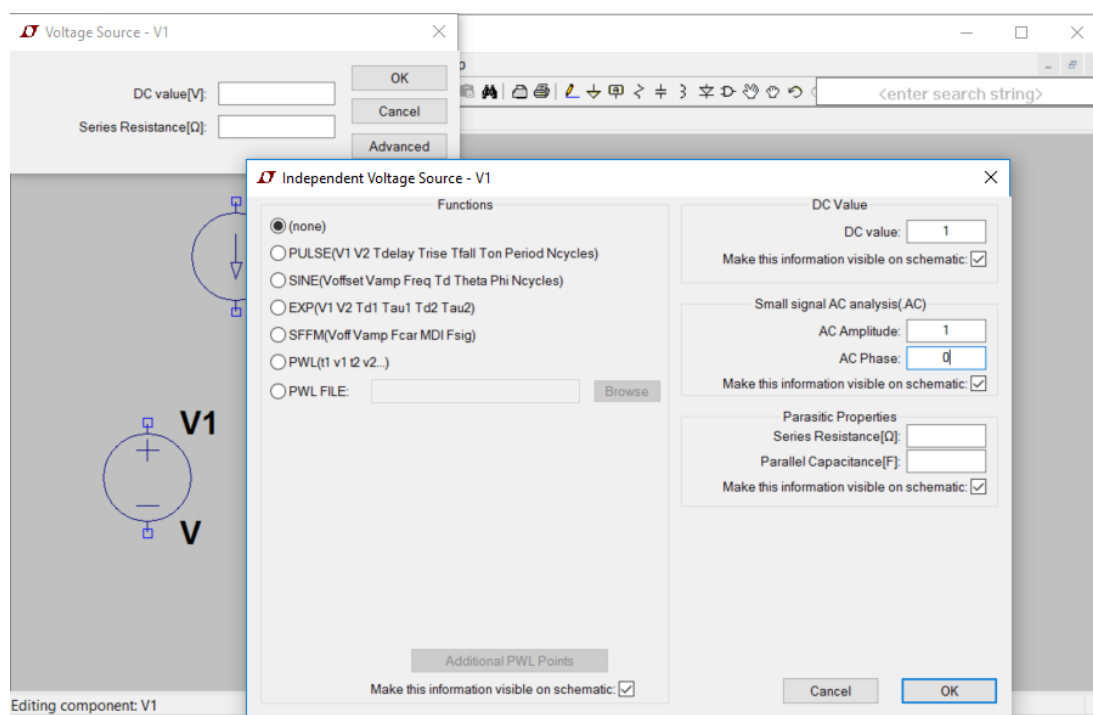 Voltage Source - V1
DC value[V]:
Series Resistance[Ω]:
OK
Cancel
Advanced
<enter search string>
Independent Voltage Source - V1
Functions
(none)
PULSE(V1 V2 Tdelay Trise Tfall Ton Period Ncycles)
SINE(Voffset Vamp Freq Td Theta Phi Ncycles)
EXP(V1 V2 Td1 Tau1 Td2 Tau2)
SFFM(Voff Vamp Fcar MDI Fsig)
PWL(t1 v1 t2 v2...)
PWL FILE:
Browse
Additional PWL Points
Make this information visible on schematic:
DC Value
DC value: 1
Make this information visible on schematic:
Small signal AC analysis(.AC)
AC Amplitude: 1
AC Phase: 0
Make this information visible on schematic:
Parasitic Properties
Series Resistance[Ω]:
Parallel Capacitance[F]:
Make this information visible on schematic:
Cancel
OK
V1
V
Editing component: V1